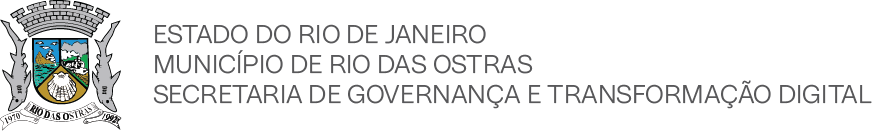 ESTADO DO RIO DE JANEIRO
MUNICÍPIO DE RIO DAS OSTRAS
SECRETARIA DE GOVERNANÇA E TRANSFORMAÇÃO DIGITAL
1970 RIO DAS OSTRAS 1992